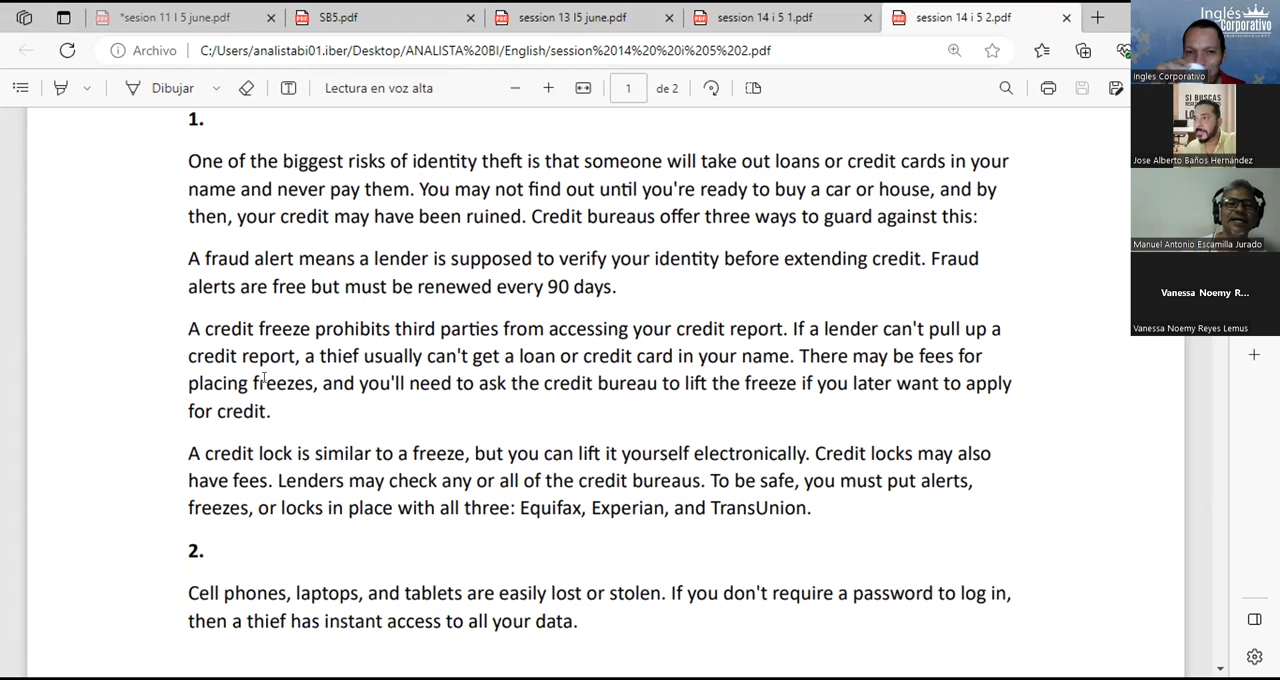 *sesion 11 I 5 june.pdf
SB5.pdf
session 13 I5 june.pdf
session 14 i 5 1.pdf
session 14 i 5 2.pdf
Archivo
C:/Users/analistabi01.iber/Desktop/ANALISTA%20BI/English/session%2014%20%20i%205%202.pdf
Dibujar
Lectura en voz alta
1
de 2
1.
One of the biggest risks of identity theft is that someone will take out loans or credit cards in your
name and never pay them. You may not find out until you're ready to buy a car or house, and by
then, your credit may have been ruined. Credit bureaus offer three ways to guard against this:
A fraud alert means a lender is supposed to verify your identity before extending credit. Fraud
alerts are free but must be renewed every 90 days.
A credit freeze prohibits third parties from accessing your credit report. If a lender can't pull up a
credit report, a thief usually can't get a loan or credit card in your name. There may be fees for
placing freezes, and you'll need to ask the credit bureau to lift the freeze if you later want to apply
for credit.
A credit lock is similar to a freeze, but you can lift it yourself electronically. Credit locks may also
have fees. Lenders may check any or all of the credit bureaus. To be safe, you must put alerts,
freezes, or locks in place with all three: Equifax, Experian, and TransUnion.
2.
Cell phones, laptops, and tablets are easily lost or stolen. If you don't require a password to log in,
then a thief has instant access to all your data.
Inglés
Corporativo
Ingles Corporativo
SI BUSCAS
Jose Alberto Baños Hernández
Manuel Antonio Escamilla Jurado
Vanessa Noemy R...
Vanessa Noemy Reyes Lemus